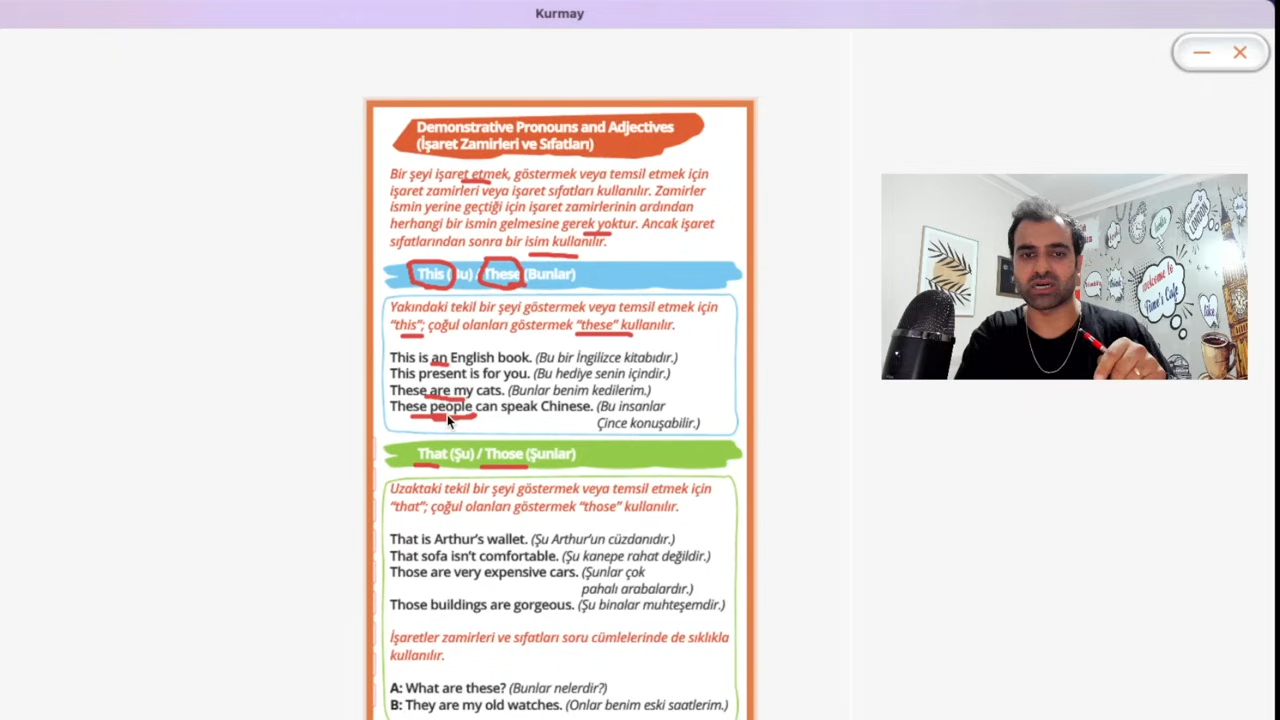 Kurmay
Demonstrative Pronouns and Adjectives
(İşaret Zamirleri ve Sıfatları)
Bir şeyi işaret etmek, göstermek veya temsil etmek için
işaret zamirleri veya işaret sıfatları kullanılır. Zamirler
ismin yerine geçtiği için işaret zamirlerinin ardından
herhangi bir ismin gelmesine gerek yoktur. Ancak işaret
sıfatlarından sonra bir isim kullanılır.
This (Bu) / These (Bunlar)
Yakındaki tekil bir şeyi göstermek veya temsil etmek için
“this”; çoğul olanları göstermek “these” kullanılır.
This is an English book. (Bu bir İngilizce kitabıdır.)
This present is for you. (Bu hediye senin içindir.)
These are my cats. (Bunlar benim kedilerim.)
These people can speak Chinese. (Bu insanlar
Çince konuşabilir.)
That (Şu) / Those (Şunlar)
Uzaktaki tekil bir şeyi göstermek veya temsil etmek için
“that”; çoğul olanları göstermek “those” kullanılır.
That is Arthur’s wallet. (Şu Arthur’un cüzdanıdır.)
That sofa isn’t comfortable. (Şu kanepe rahat değildir.)
Those are very expensive cars. (Şunlar çok
pahalı arabalardır.)
Those buildings are gorgeous. (Şu binalar muhteşemdir.)
İşaretler zamirleri ve sıfatları soru cümlelerinde de sıklıkla
kullanılır.
A: What are these? (Bunlar nelerdir?)
B: They are my old watches. (Onlar benim eski saatlerim.)
LONDON
welcome to
Tune's Cafe
like